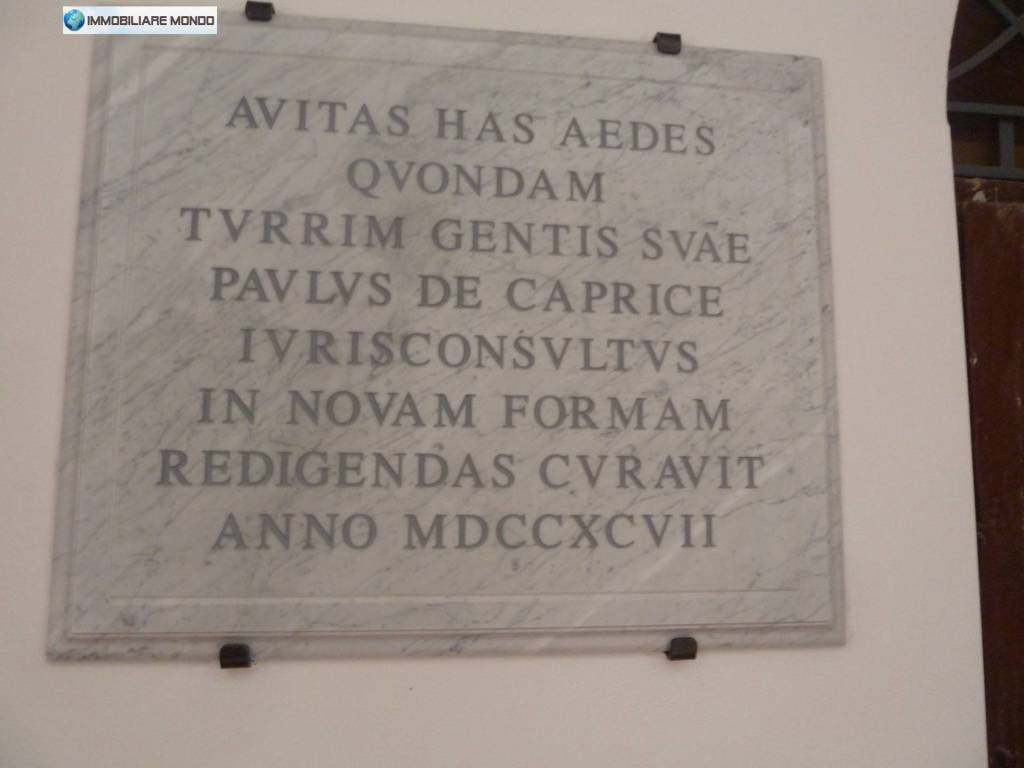 IMMOBILIARE MONDO
AVITAS HAS AEDES
QVONDAM
TVRRIM GENTIS SVAE
PAVLVS DE CAPRICE
IVRISCONSVLTVS
IN NOVAM FORMAM
REDIGENDAS CVRAVIT
ANNO MDCCXCVII